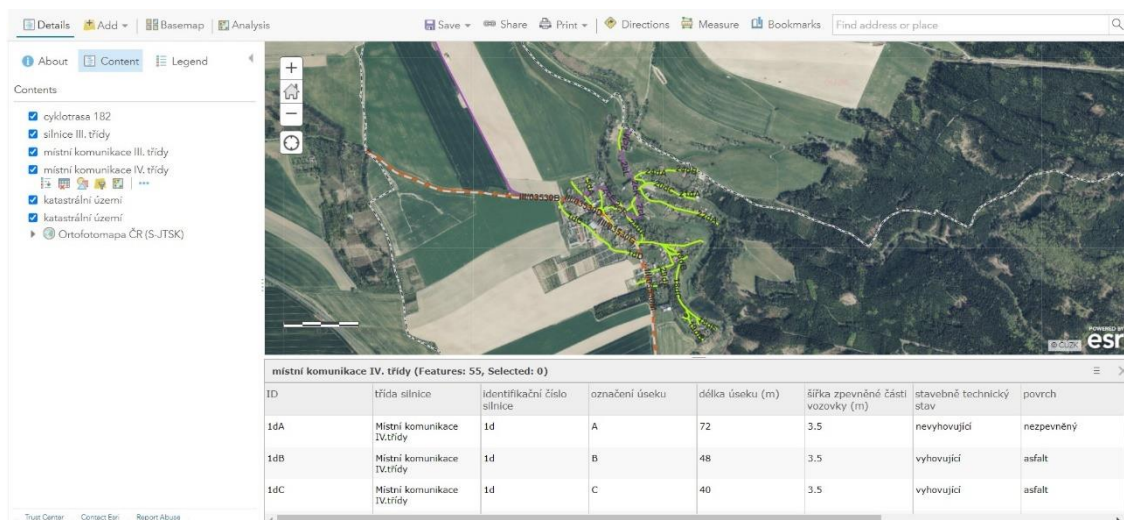 Details Add Basemap Analysis Save Share Print Directions Measure Bookmarks Find address or place
About Content Legend
Contents
cyklotrasa 182
silnice III. třídy
místní komunikace III. třídy
místní komunikace IV. třídy
katastrální území
katastrální území
Ortofotomapa ČR (S-JTSK)
POWERED BY
esri
© ČÚZK
místní komunikace IV. třídy (Features: 55, Selected: 0)
ID třída silnice identifikační číslo silnice označení úseku délka úseku (m) šířka zpevněné části vozovky (m) stavebně technický stav povrch
1dA Místní komunikace IV.třídy 1d A 72 3.5 nevyhovující nezpevněný
1dB Místní komunikace IV.třídy 1d B 48 3.5 vyhovující asfalt
1dC Místní komunikace IV.třídy 1d C 40 3.5 vyhovující asfalt
Trust Center Contact Esri Report Abuse